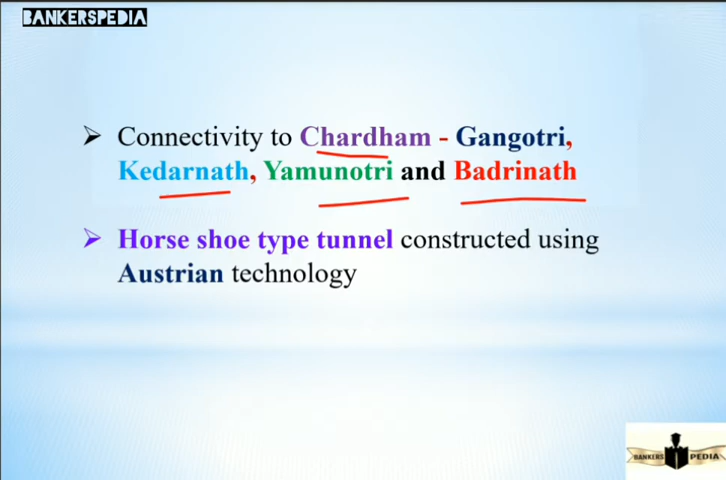 BANKERSPEDIA
➢ Connectivity to Chardham - Gangotri,
Kedarnath, Yamunotri and Badrinath
➢ Horse shoe type tunnel constructed using
Austrian technology
BANKERS PEDIA